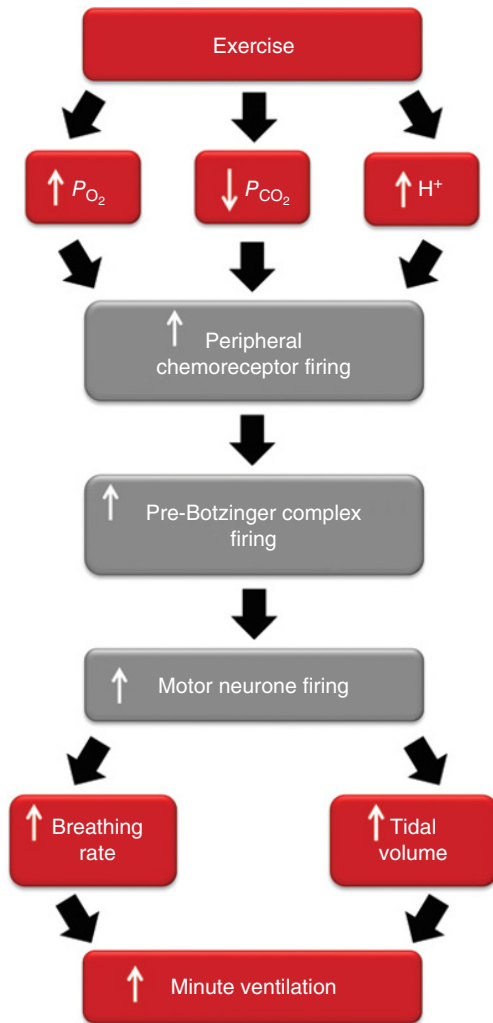 Exercise
↑ PO₂
↓ PCO₂
↑ H⁺
↑ Peripheral
chemoreceptor firing
↑ Pre-Botzinger complex
firing
↑ Motor neurone firing
↑ Breathing
rate
↑ Tidal
volume
↑ Minute ventilation